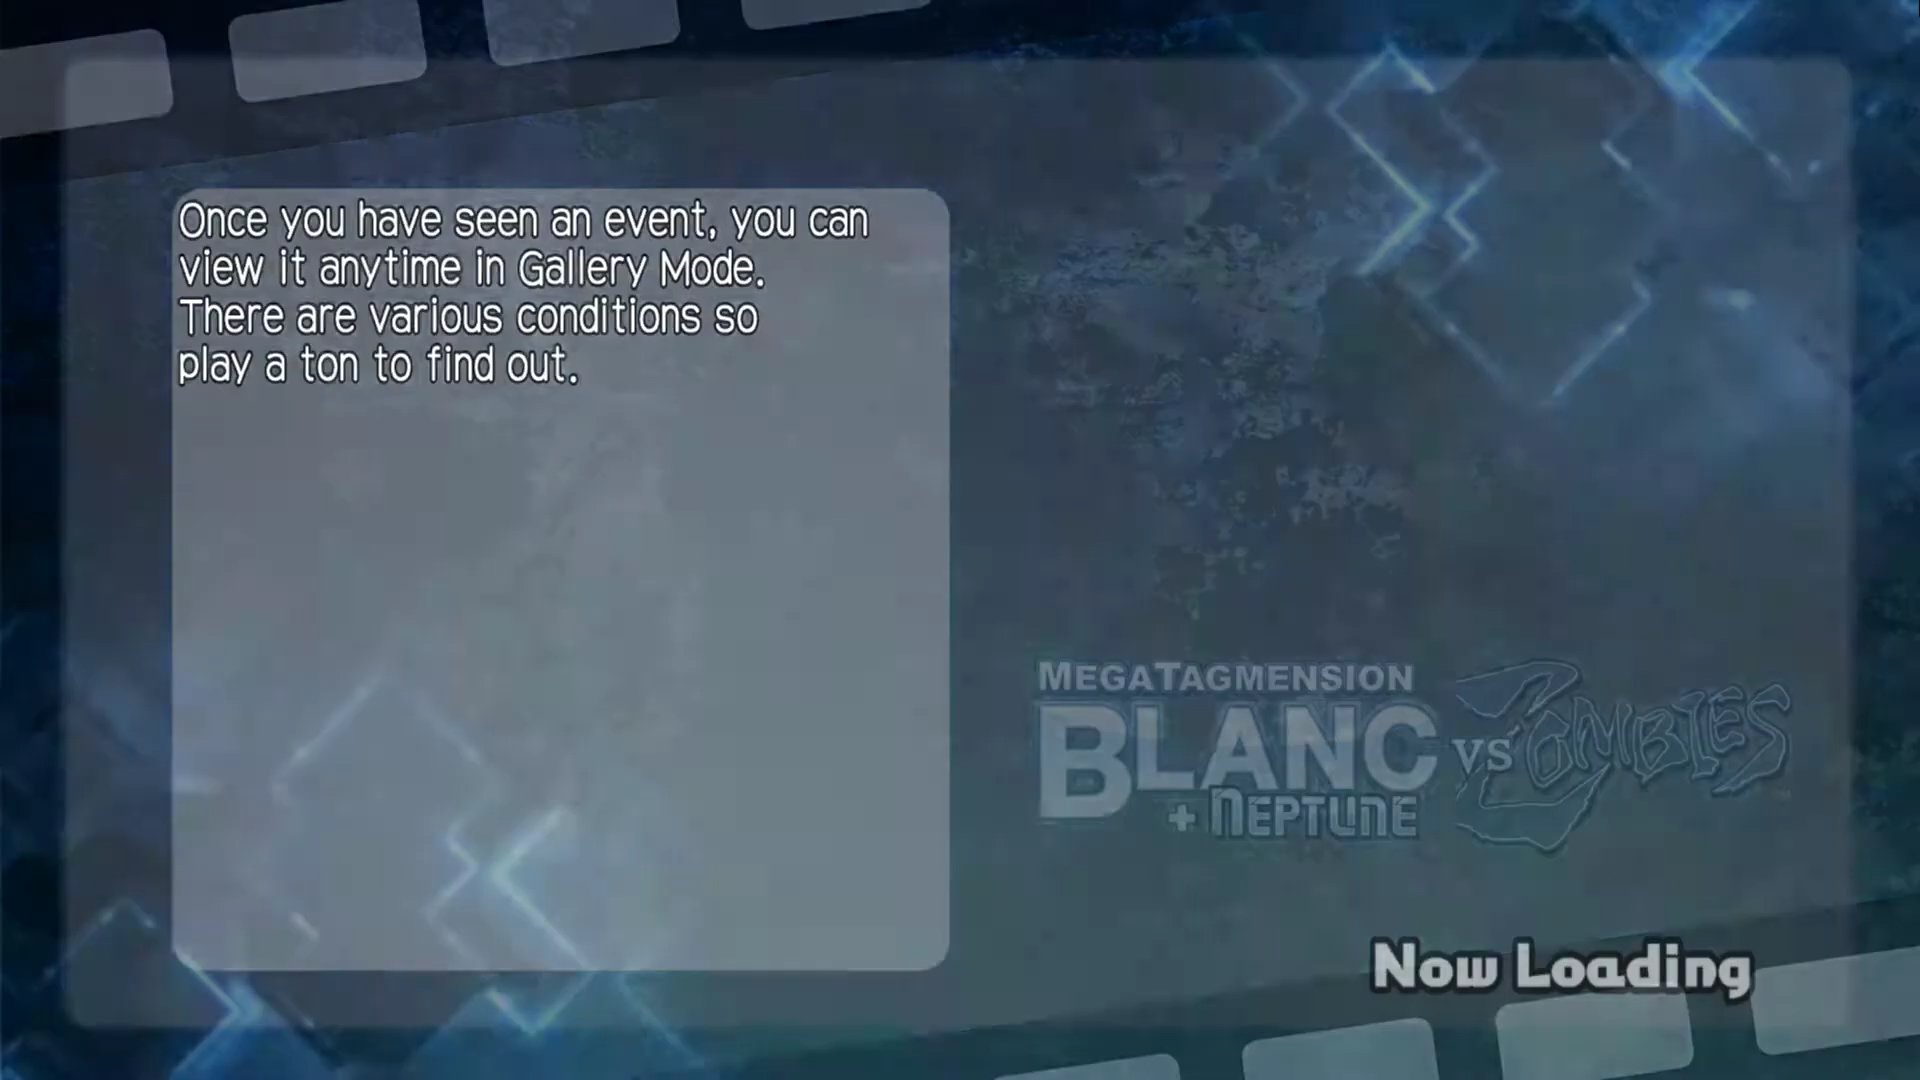 Once you have seen an event, you can
view it anytime in Gallery Mode.
There are various conditions so
play a ton to find out.
MEGATAGMENSION
BLANC VS ZOMBIES
+ NEPTUNE
Now Loading